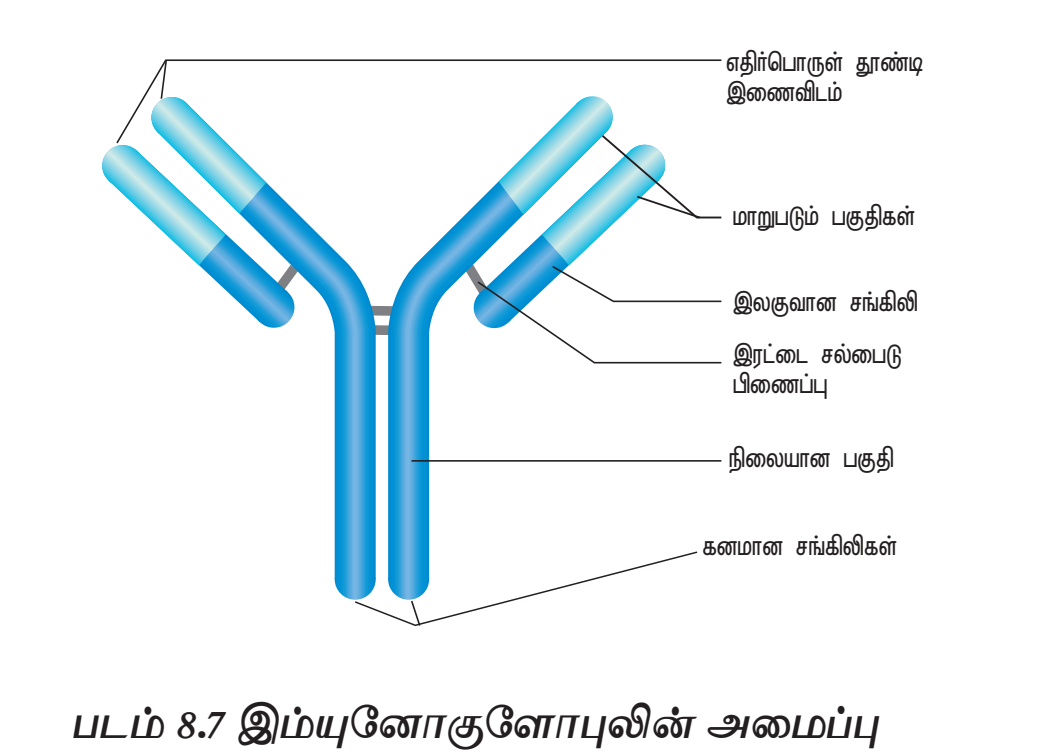 எதிர்பொருள் தூண்டி
இணைவிடம்
மாறுபடும் பகுதிகள்
இலகுவான சங்கிலி
இரட்டை சல்பைடு
பிணைப்பு
நிலையான பகுதி
கனமான சங்கிலிகள்
படம் 8.7 இம்யுனோகுளோபுலின் அமைப்பு